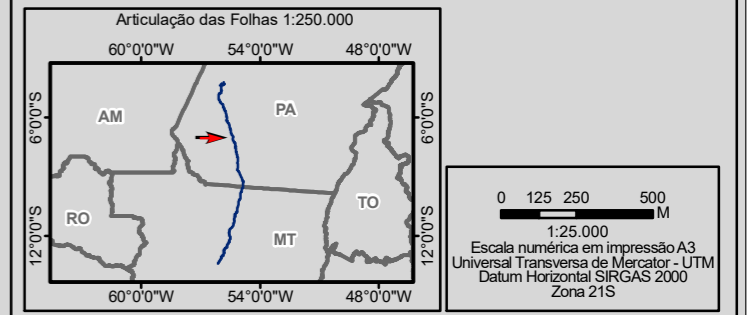 Articulação das Folhas 1:250.000
60°0'0"W 54°0'0"W 48°0'0"W
6°0'0"S 6°0'0"S
AM PA
RO TO
MT
12°0'0"S 12°0'0"S
60°0'0"W 54°0'0"W 48°0'0"W
0 125 250 500
M
1:25.000
Escala numérica em impressão A3
Universal Transversa de Mercator - UTM
Datum Horizontal SIRGAS 2000
Zona 21S